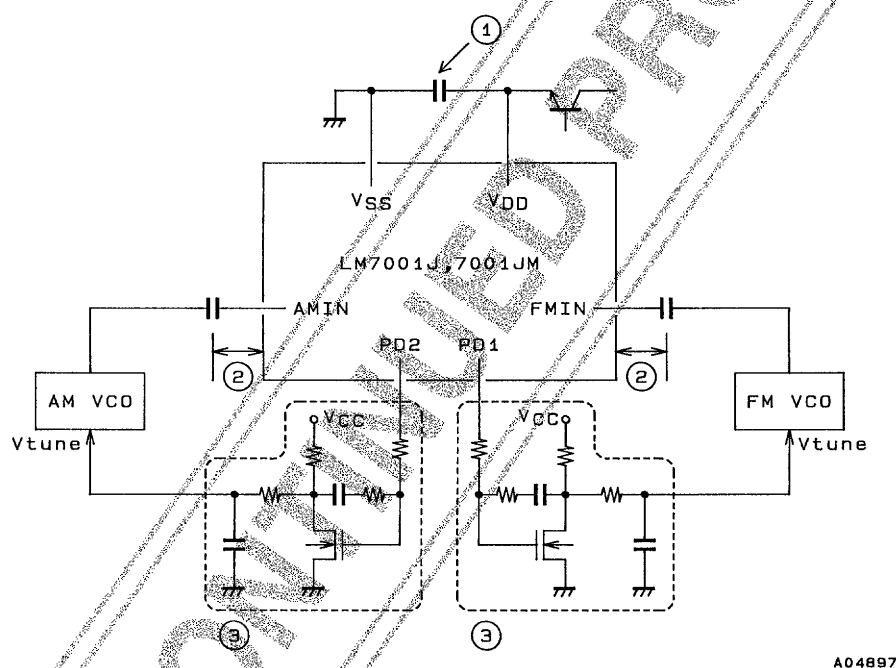 1
VSS VDD
LM7001J,7001JM
AMIN FMIN
PD2 PD1
2 2
AM VCO FM VCO
VCC VCC
Vtune Vtune
3 3
A04897